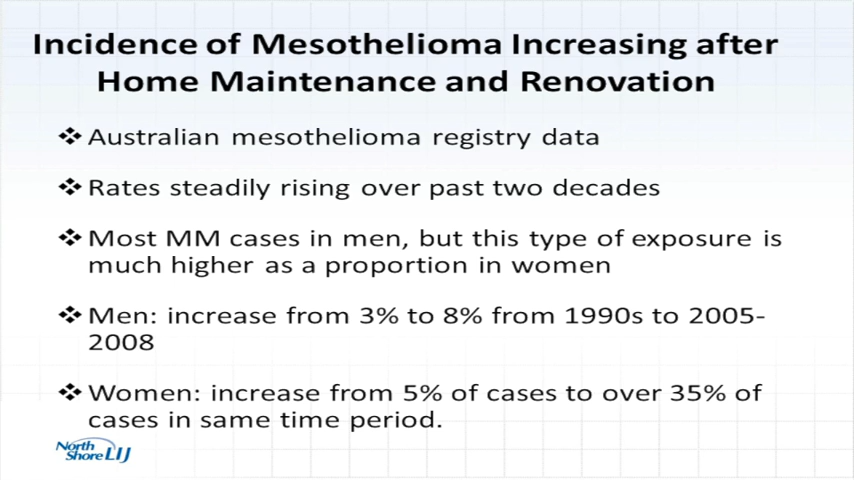 Incidence of Mesothelioma Increasing after
Home Maintenance and Renovation
❖ Australian mesothelioma registry data
❖ Rates steadily rising over past two decades
❖ Most MM cases in men, but this type of exposure is
much higher as a proportion in women
❖ Men: increase from 3% to 8% from 1990s to 2005-
2008
❖ Women: increase from 5% of cases to over 35% of
cases in same time period.
North
Shore LIJ